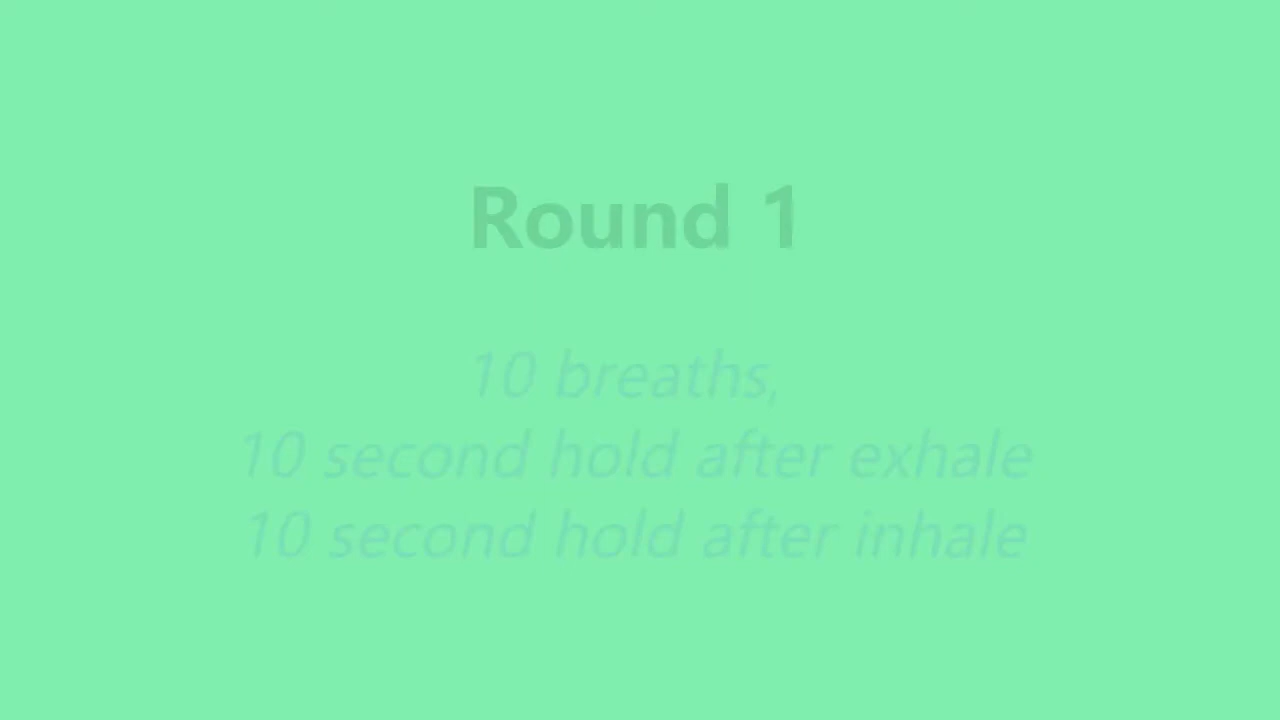 Round 1
10 breaths,
10 second hold after exhale
10 second hold after inhale